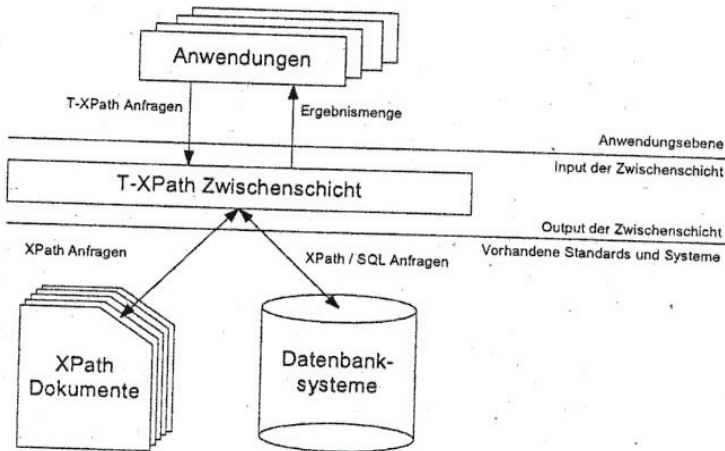 Anwendungen
T-XPath Anfragen
Ergebnismenge
Anwendungsebene
Input der Zwischenschicht
T-XPath Zwischenschicht
Output der Zwischenschicht
XPath Anfragen
XPath / SQL Anfragen
Vorhandene Standards und Systeme
XPath
Dokumente
Datenbank-
systeme